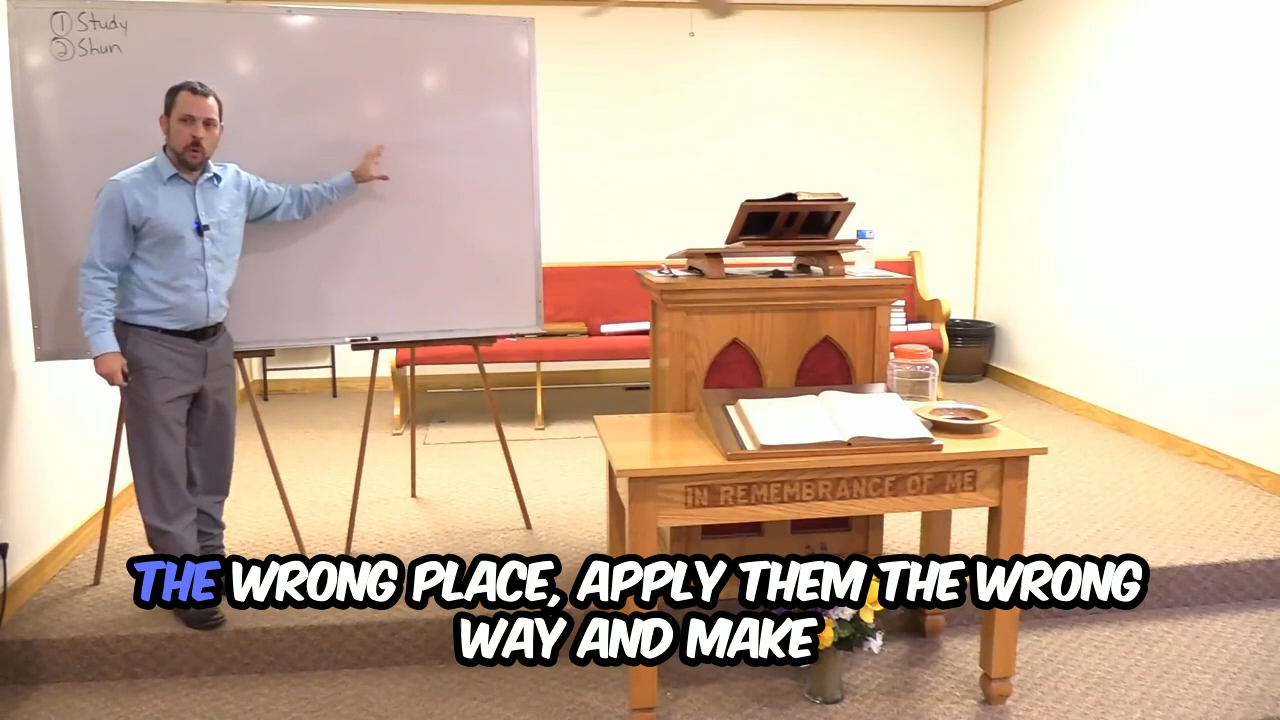 ① Study
② Shun
IN REMEMBRANCE OF ME
THE WRONG PLACE, APPLY THEM THE WRONG
WAY AND MAKE